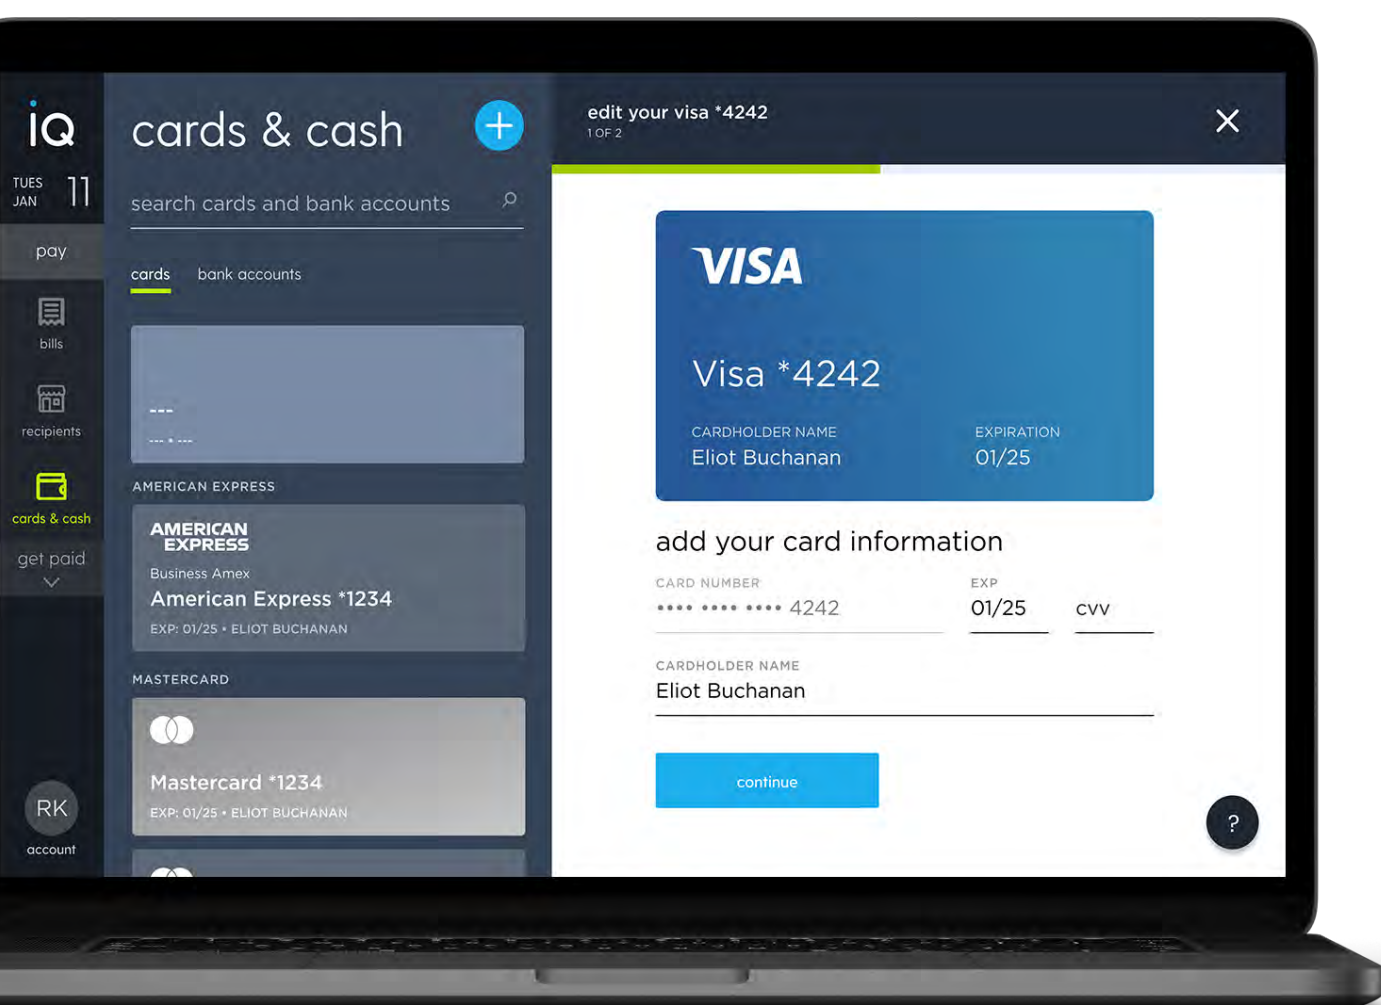 iQ
TUES
JAN
11
pay
bills
recipients
cards & cash
get paid
RK
account
cards & cash
search cards and bank accounts
cards
bank accounts
---
--- • ---
AMERICAN EXPRESS
AMERICAN
EXPRESS
Business Amex
American Express *1234
EXP: 01/25 • ELIOT BUCHANAN
MASTERCARD
Mastercard *1234
EXP: 01/25 • ELIOT BUCHANAN
edit your visa *4242
1 OF 2
VISA
Visa *4242
CARDHOLDER NAME
EXPIRATION
Eliot Buchanan
01/25
add your card information
CARD NUMBER
EXP
•••• •••• •••• 4242
01/25
CVV
CARDHOLDER NAME
Eliot Buchanan
continue
?